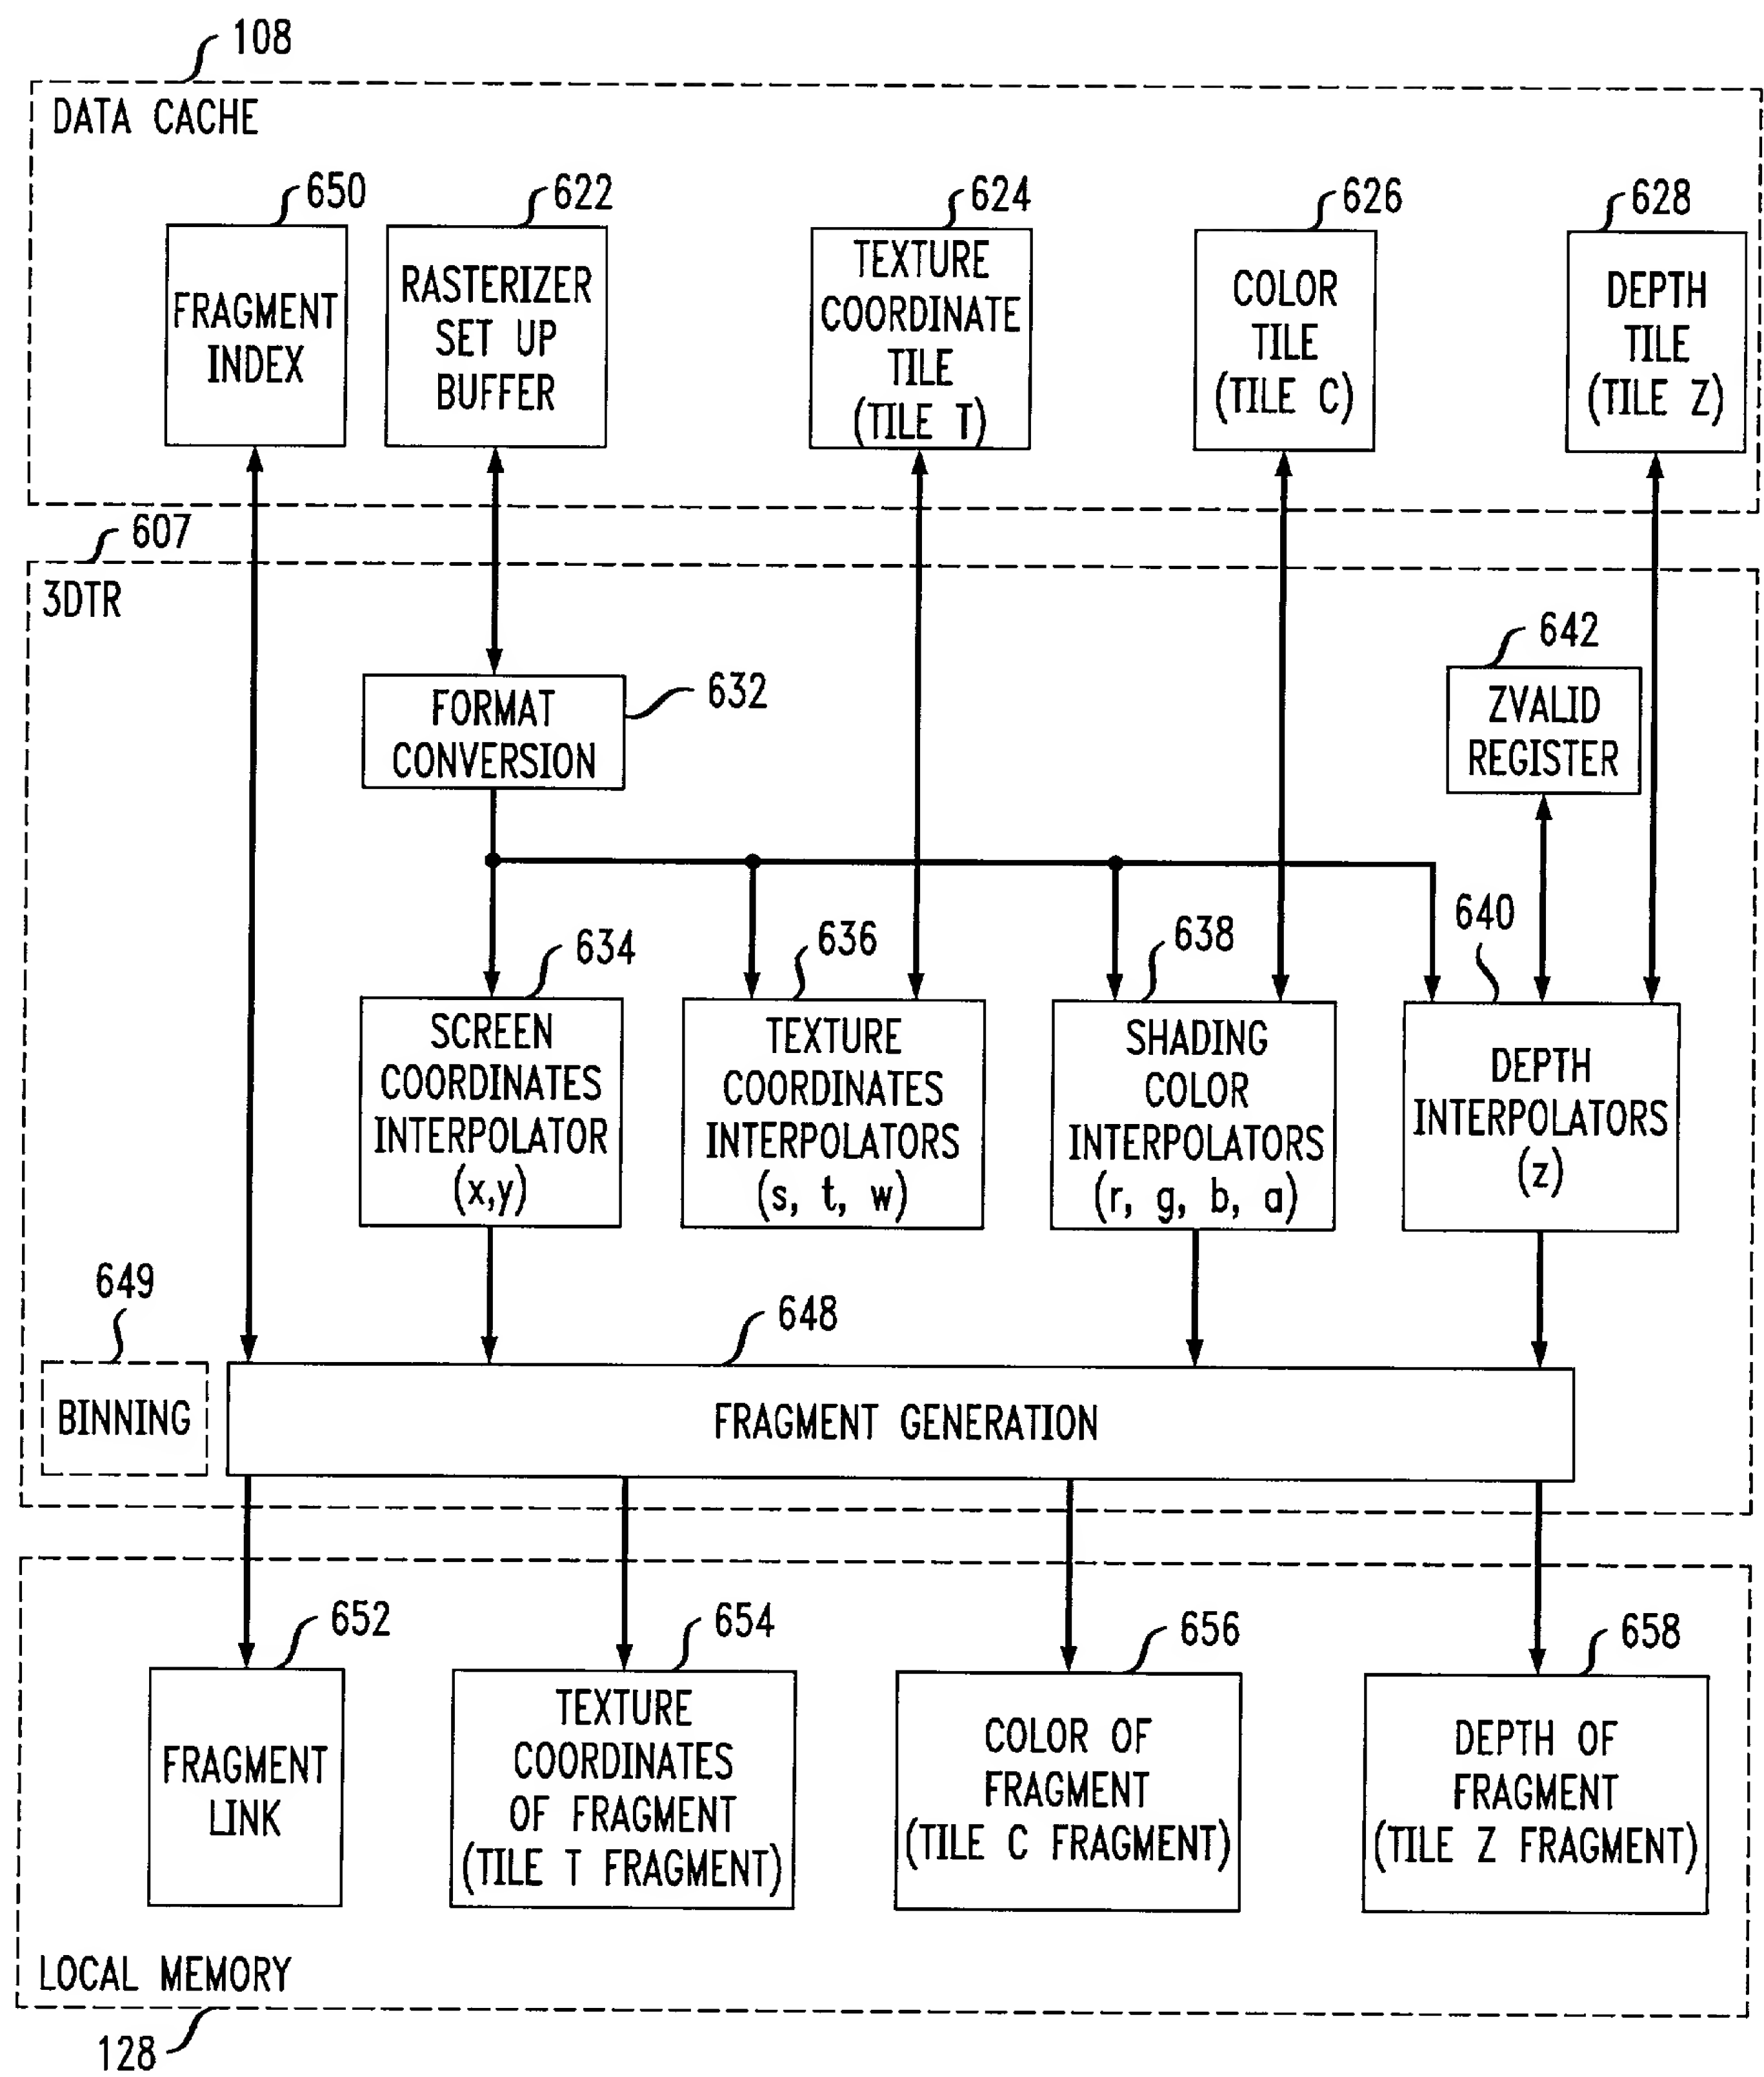 108
DATA CACHE
650
622
624
626
628
FRAGMENT
INDEX
RASTERIZER
SET UP
BUFFER
TEXTURE
COORDINATE
TILE
(TILE T)
COLOR
TILE
(TILE C)
DEPTH
TILE
(TILE Z)
607
3DTR
642
ZVALID
REGISTER
632
FORMAT
CONVERSION
634
636
638
640
SCREEN
COORDINATES
INTERPOLATOR
(x,y)
TEXTURE
COORDINATES
INTERPOLATORS
(s, t, w)
SHADING
COLOR
INTERPOLATORS
(r, g, b, a)
DEPTH
INTERPOLATORS
(z)
649
648
BINNING
FRAGMENT GENERATION
652
654
656
658
FRAGMENT
LINK
TEXTURE
COORDINATES
OF FRAGMENT
(TILE T FRAGMENT)
COLOR OF
FRAGMENT
(TILE C FRAGMENT)
DEPTH OF
FRAGMENT
(TILE Z FRAGMENT)
LOCAL MEMORY
128